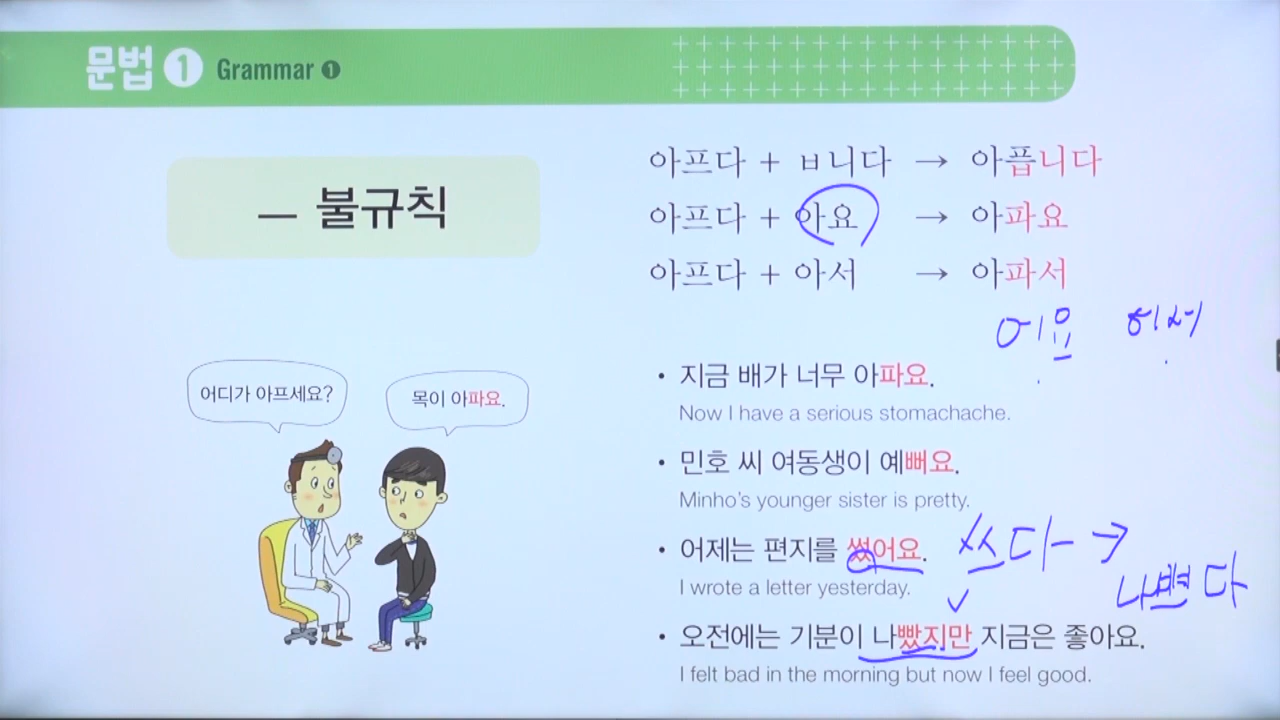 문법 1 Grammar 1
— 불규칙
아프다 + ㅂ니다 → 아픕니다
아프다 + 아요 → 아파요
아프다 + 아서 → 아파서
어요 어서
어디가 아프세요?
목이 아파요.
• 지금 배가 너무 아파요.
Now I have a serious stomachache.
• 민호 씨 여동생이 예뻐요.
Minho's younger sister is pretty.
• 어제는 편지를 썼어요.
I wrote a letter yesterday.
쓰다 →
나쁘다
• 오전에는 기분이 나빴지만 지금은 좋아요.
I felt bad in the morning but now I feel good.